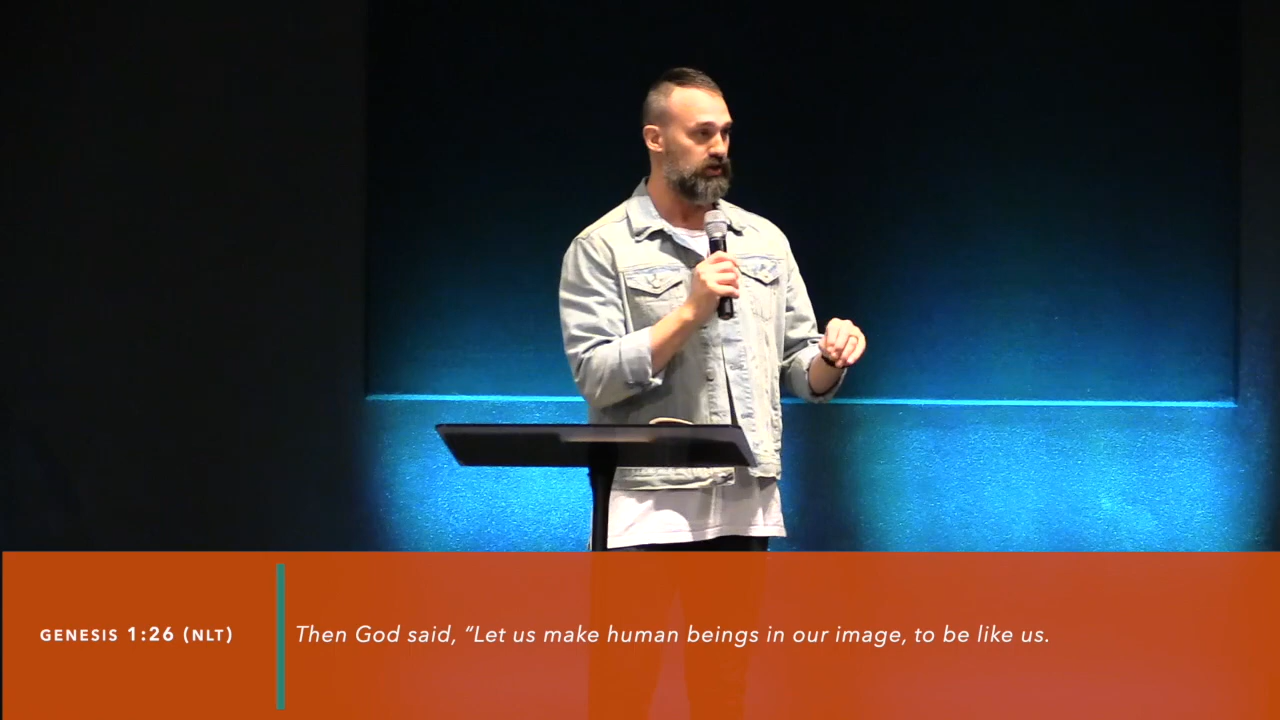 GENESIS 1:26 (NLT)
Then God said, “Let us make human beings in our image, to be like us.